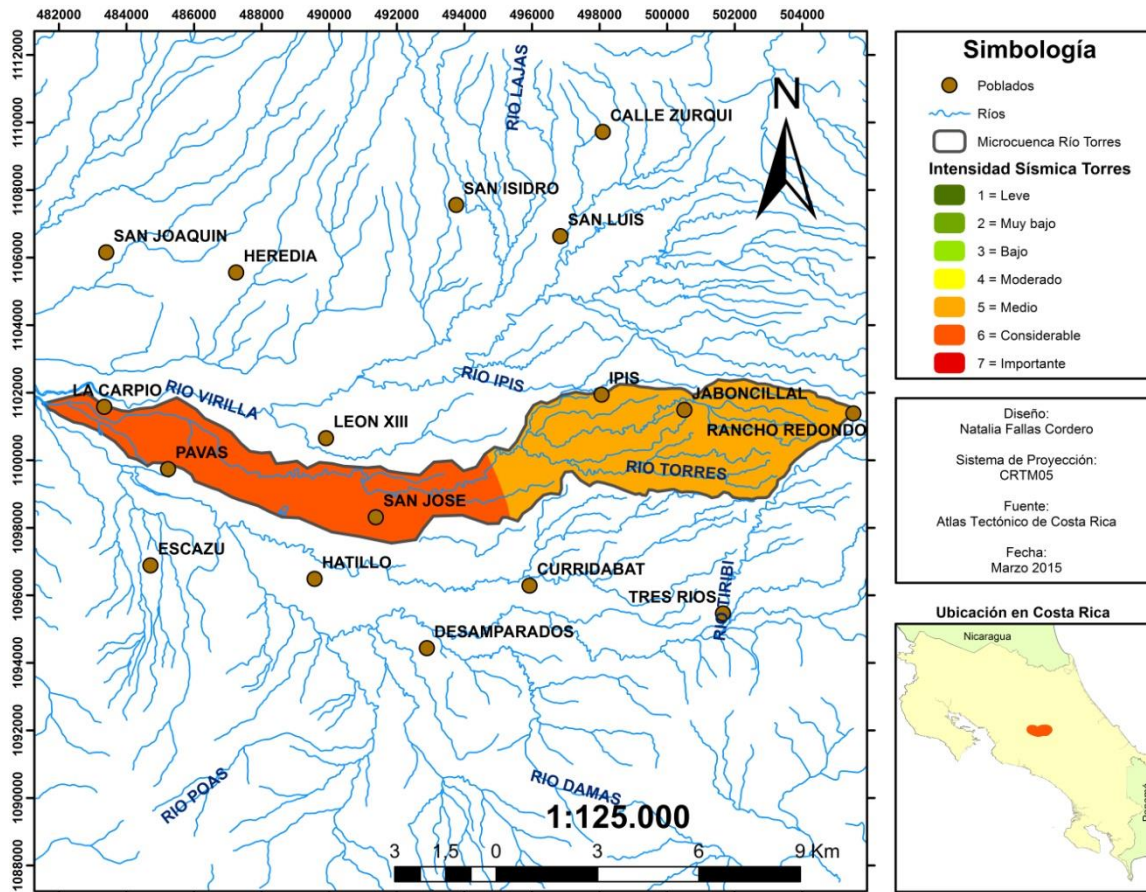 482000 484000 486000 488000 490000 492000 494000 496000 498000 500000 502000 504000
1112000
1110000
1108000
1106000
1104000
1102000
1100000
1098000
1096000
1094000
1092000
1090000
1088000
RIO LAJAS
N
CALLE ZURQUI
SAN ISIDRO
SAN LUIS
SAN JOAQUIN
HEREDIA
RIO IPIS
LA CARPIO
RIO VIRILLA
IPIS
JABONCILLAL
LEON XIII
RANCHO REDONDO
PAVAS
RIO TORRES
SAN JOSE
ESCAZU
HATILLO
CURRIDABAT
TRES RIOS
RIO TIRIBI
DESAMPARADOS
RIO POAS
RIO DAMAS
1:125.000
3 1,5 0 3 6 9 Km
Simbología
Poblados
Ríos
Microcuenca Río Torres
Intensidad Sísmica Torres
1 = Leve
2 = Muy bajo
3 = Bajo
4 = Moderado
5 = Medio
6 = Considerable
7 = Importante
Diseño:
Natalia Fallas Cordero
Sistema de Proyección:
CRTM05
Fuente:
Atlas Tectónico de Costa Rica
Fecha:
Marzo 2015
Ubicación en Costa Rica
Nicaragua
Panamá